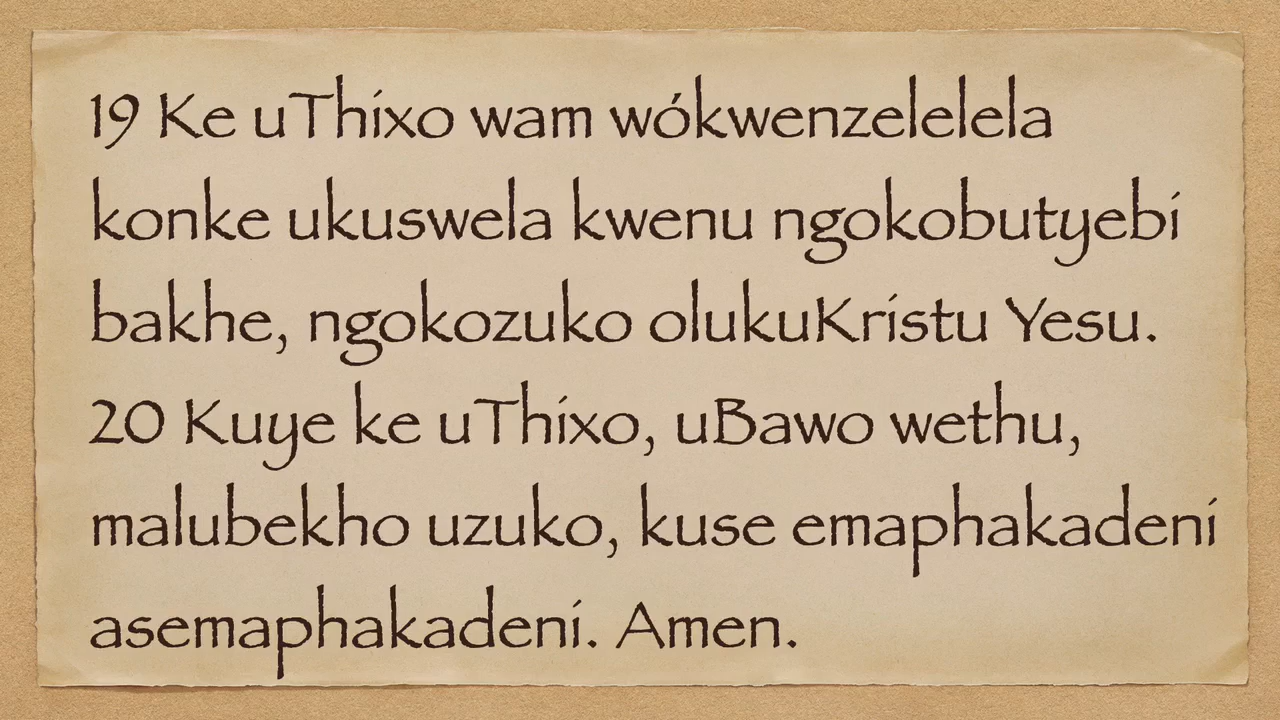 19 Ke uThixo wam wókwenzelelela
konke ukuswela kwenu ngokobutyebi
bakhe, ngokozuko olukuKristu Yesu.
20 Kuye ke uThixo, uBawo wethu,
malubekho uzuko, kuse emaphakadeni
asemaphakadeni. Amen.